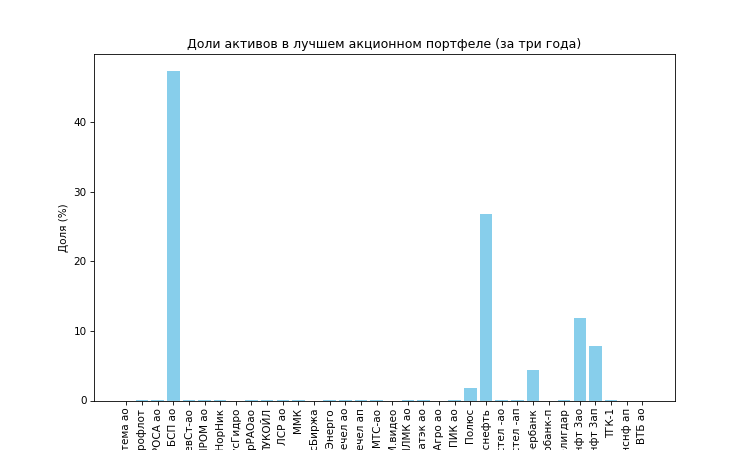 Доли активов в лучшем акционном портфеле (за три года)
Доля (%)
40
30
20
10
0
тема ао
рофлот
РОСА ао
БСП ао
евСт-ао
ПРОМ ао
НорНик
сГидро
рРАОао
ЛУКОЙЛ
ЛСР ао
ММК
сБиржа
Энерго
ечел ао
ечел ап
МТС-ао
М.видео
ЛМК ао
атэк ао
Агро ао
ПИК ао
Полюс
снефть
стел -ао
стел -ап
ербанк
рбанк-п
лигдар
нфт 3ао
нфт 3ап
ТГК-1
нснф ап
ВТБ ао